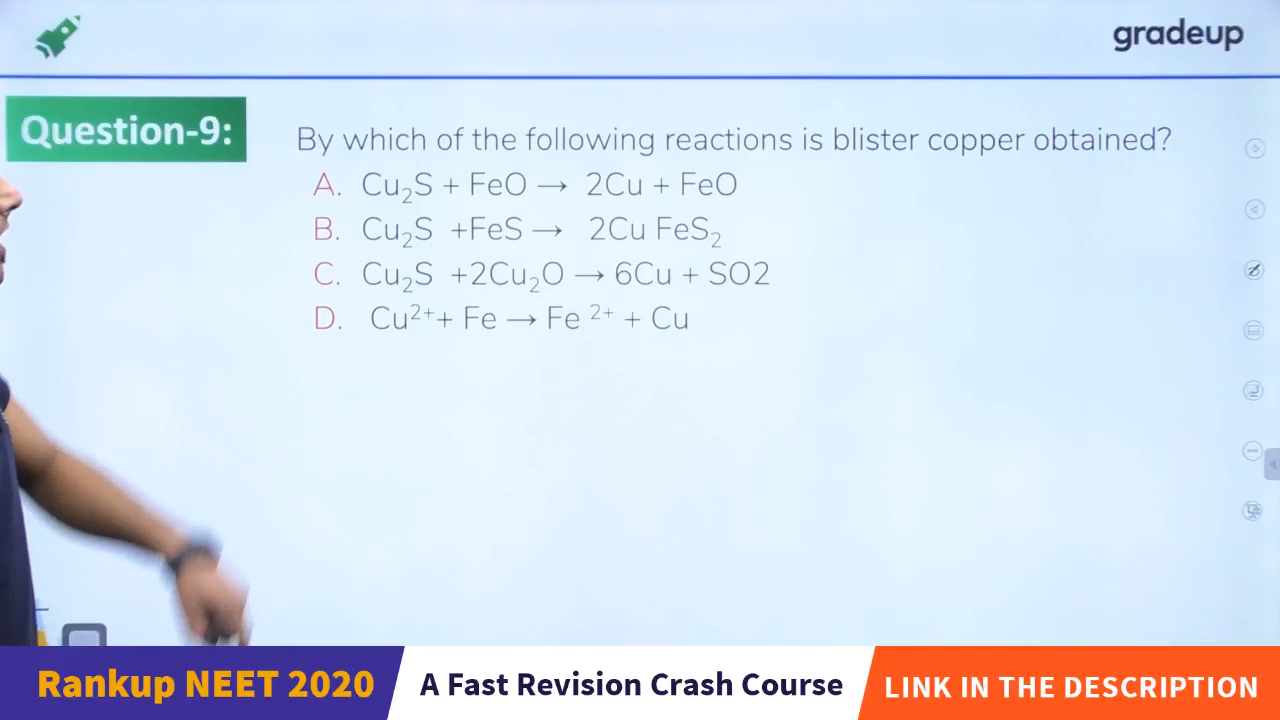 gradeup
Question-9:
By which of the following reactions is blister copper obtained?
A. Cu₂S + FeO → 2Cu + FeO
B. Cu₂S +FeS → 2Cu FeS₂
C. Cu₂S +2Cu₂O → 6Cu + SO2
D. Cu²⁺+ Fe → Fe ²⁺ + Cu
Rankup NEET 2020
A Fast Revision Crash Course
LINK IN THE DESCRIPTION